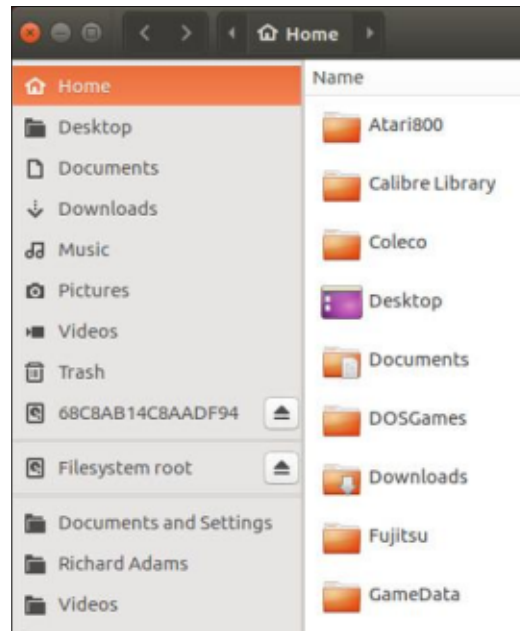 Home
Home
Desktop
Documents
Downloads
Music
Pictures
Videos
Trash
68C8AB14C8AADF94
Filesystem root
Documents and Settings
Richard Adams
Videos
Name
Atari800
Calibre Library
Coleco
Desktop
Documents
DOSGames
Downloads
Fujitsu
GameData